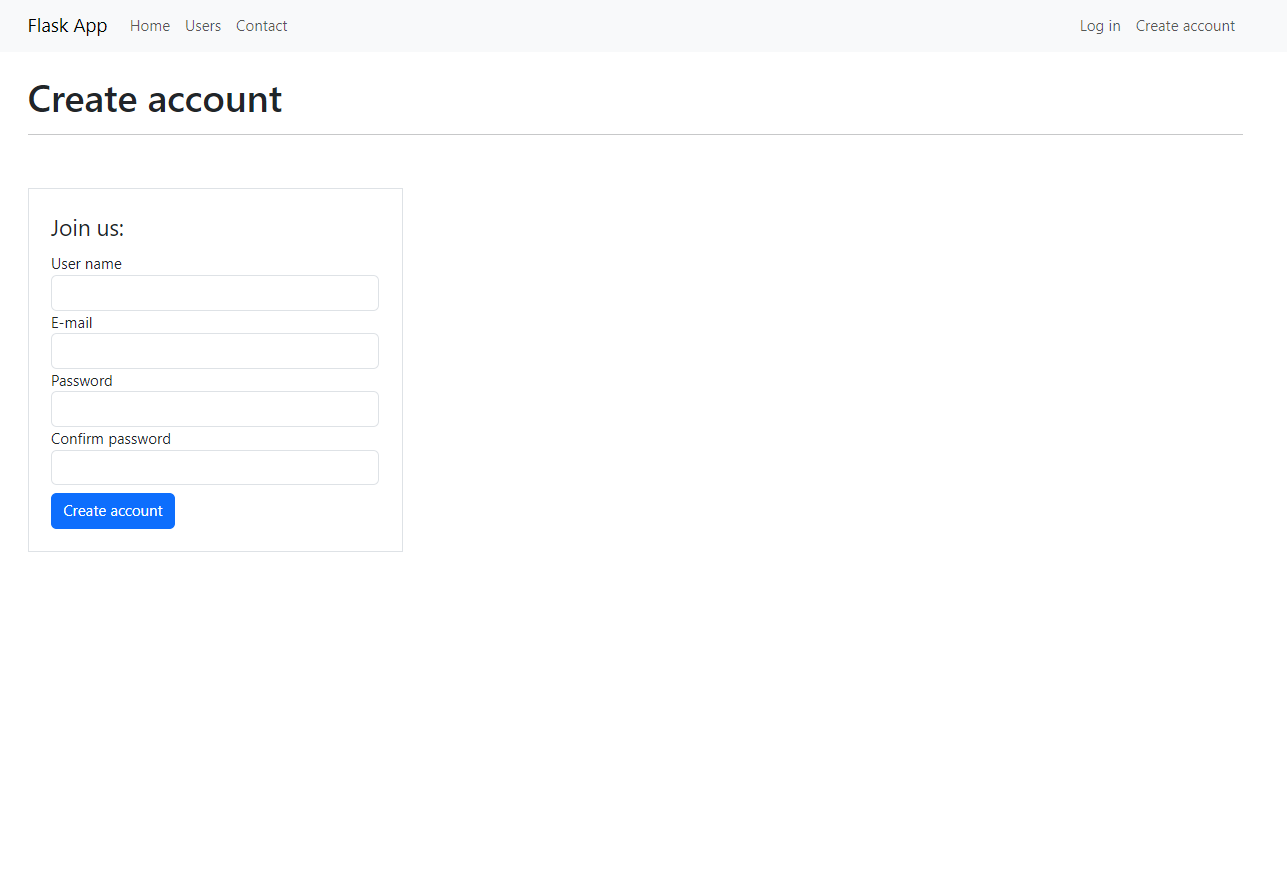 Flask App Home Users Contact Log in Create account
Create account
Join us:
User name
E-mail
Password
Confirm password
Create account